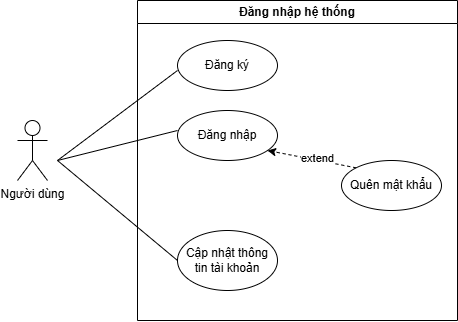 Đăng nhập hệ thống
Đăng ký
Đăng nhập
extend
Quên mật khẩu
Người dùng
Cập nhật thông
tin tài khoản